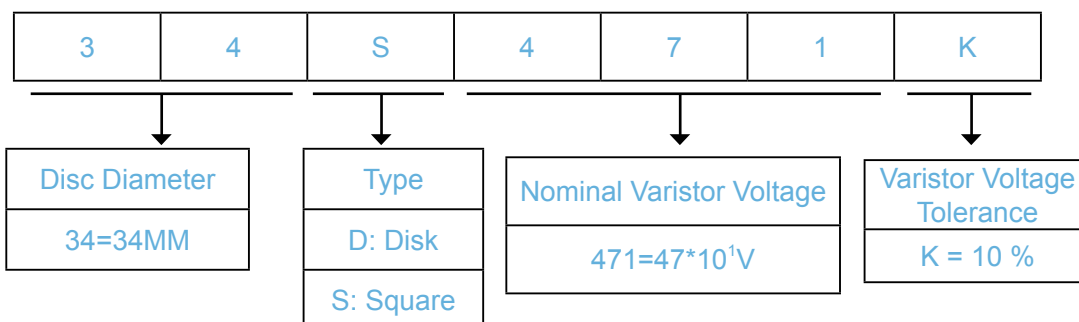 3 4 S 4 7 1 K
Disc Diameter
34=34MM
Type
D: Disk
S: Square
Nominal Varistor Voltage
471=47*10¹V
Varistor Voltage
Tolerance
K = 10 %